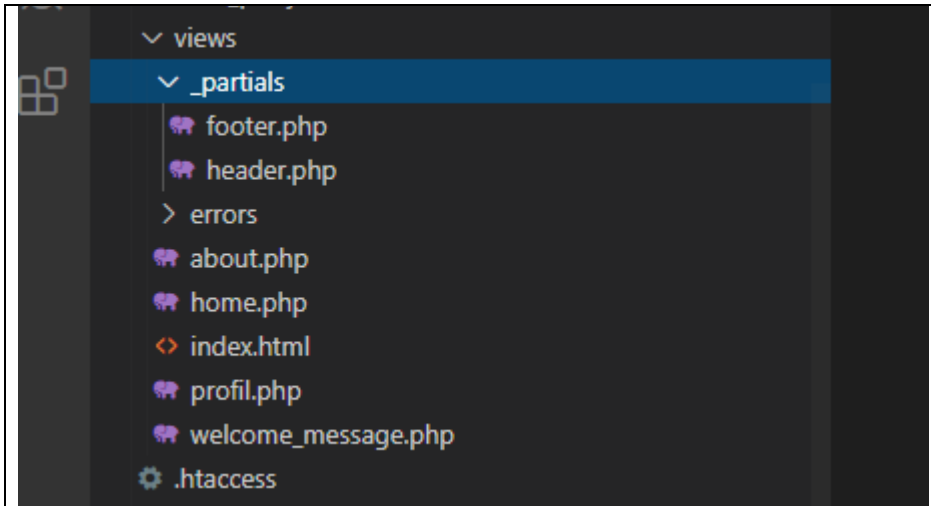 views
_partials
footer.php
header.php
errors
about.php
home.php
index.html
profil.php
welcome_message.php
.htaccess